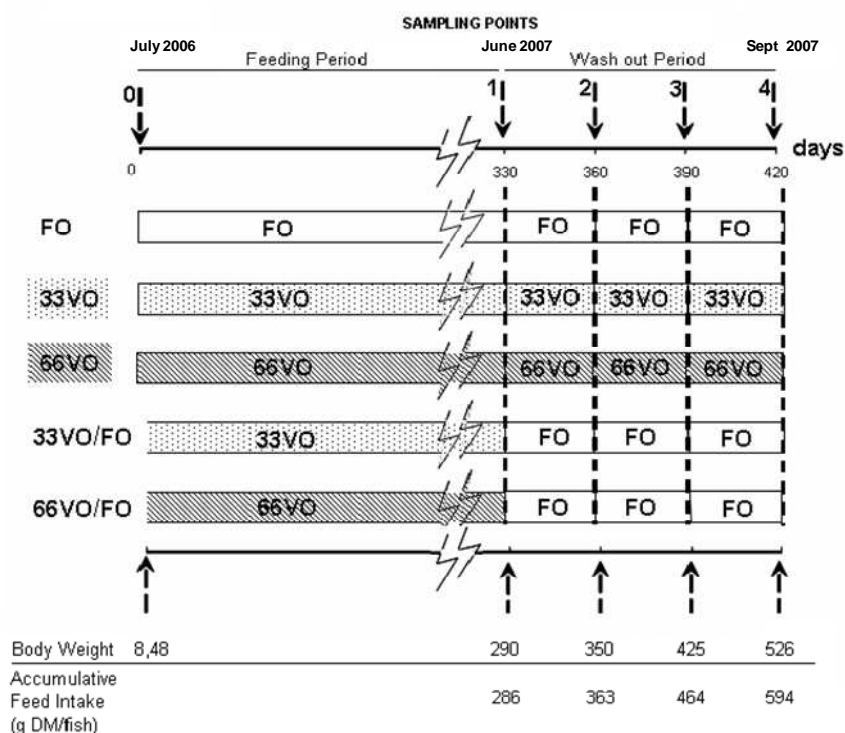 SAMPLING POINTS
July 2006 June 2007 Sept 2007
Feeding Period Wash out Period
0 1 2 3 4
days
0 330 360 390 420
FO FO FO FO FO
33VO 33VO 33VO 33VO 33VO
66VO 66VO 66VO 66VO 66VO
33VO/FO 33VO FO FO FO
66VO/FO 66VO FO FO FO
Body Weight 8,48 290 350 425 526
Accumulative
Feed Intake 286 363 464 594
(g DM/fish)